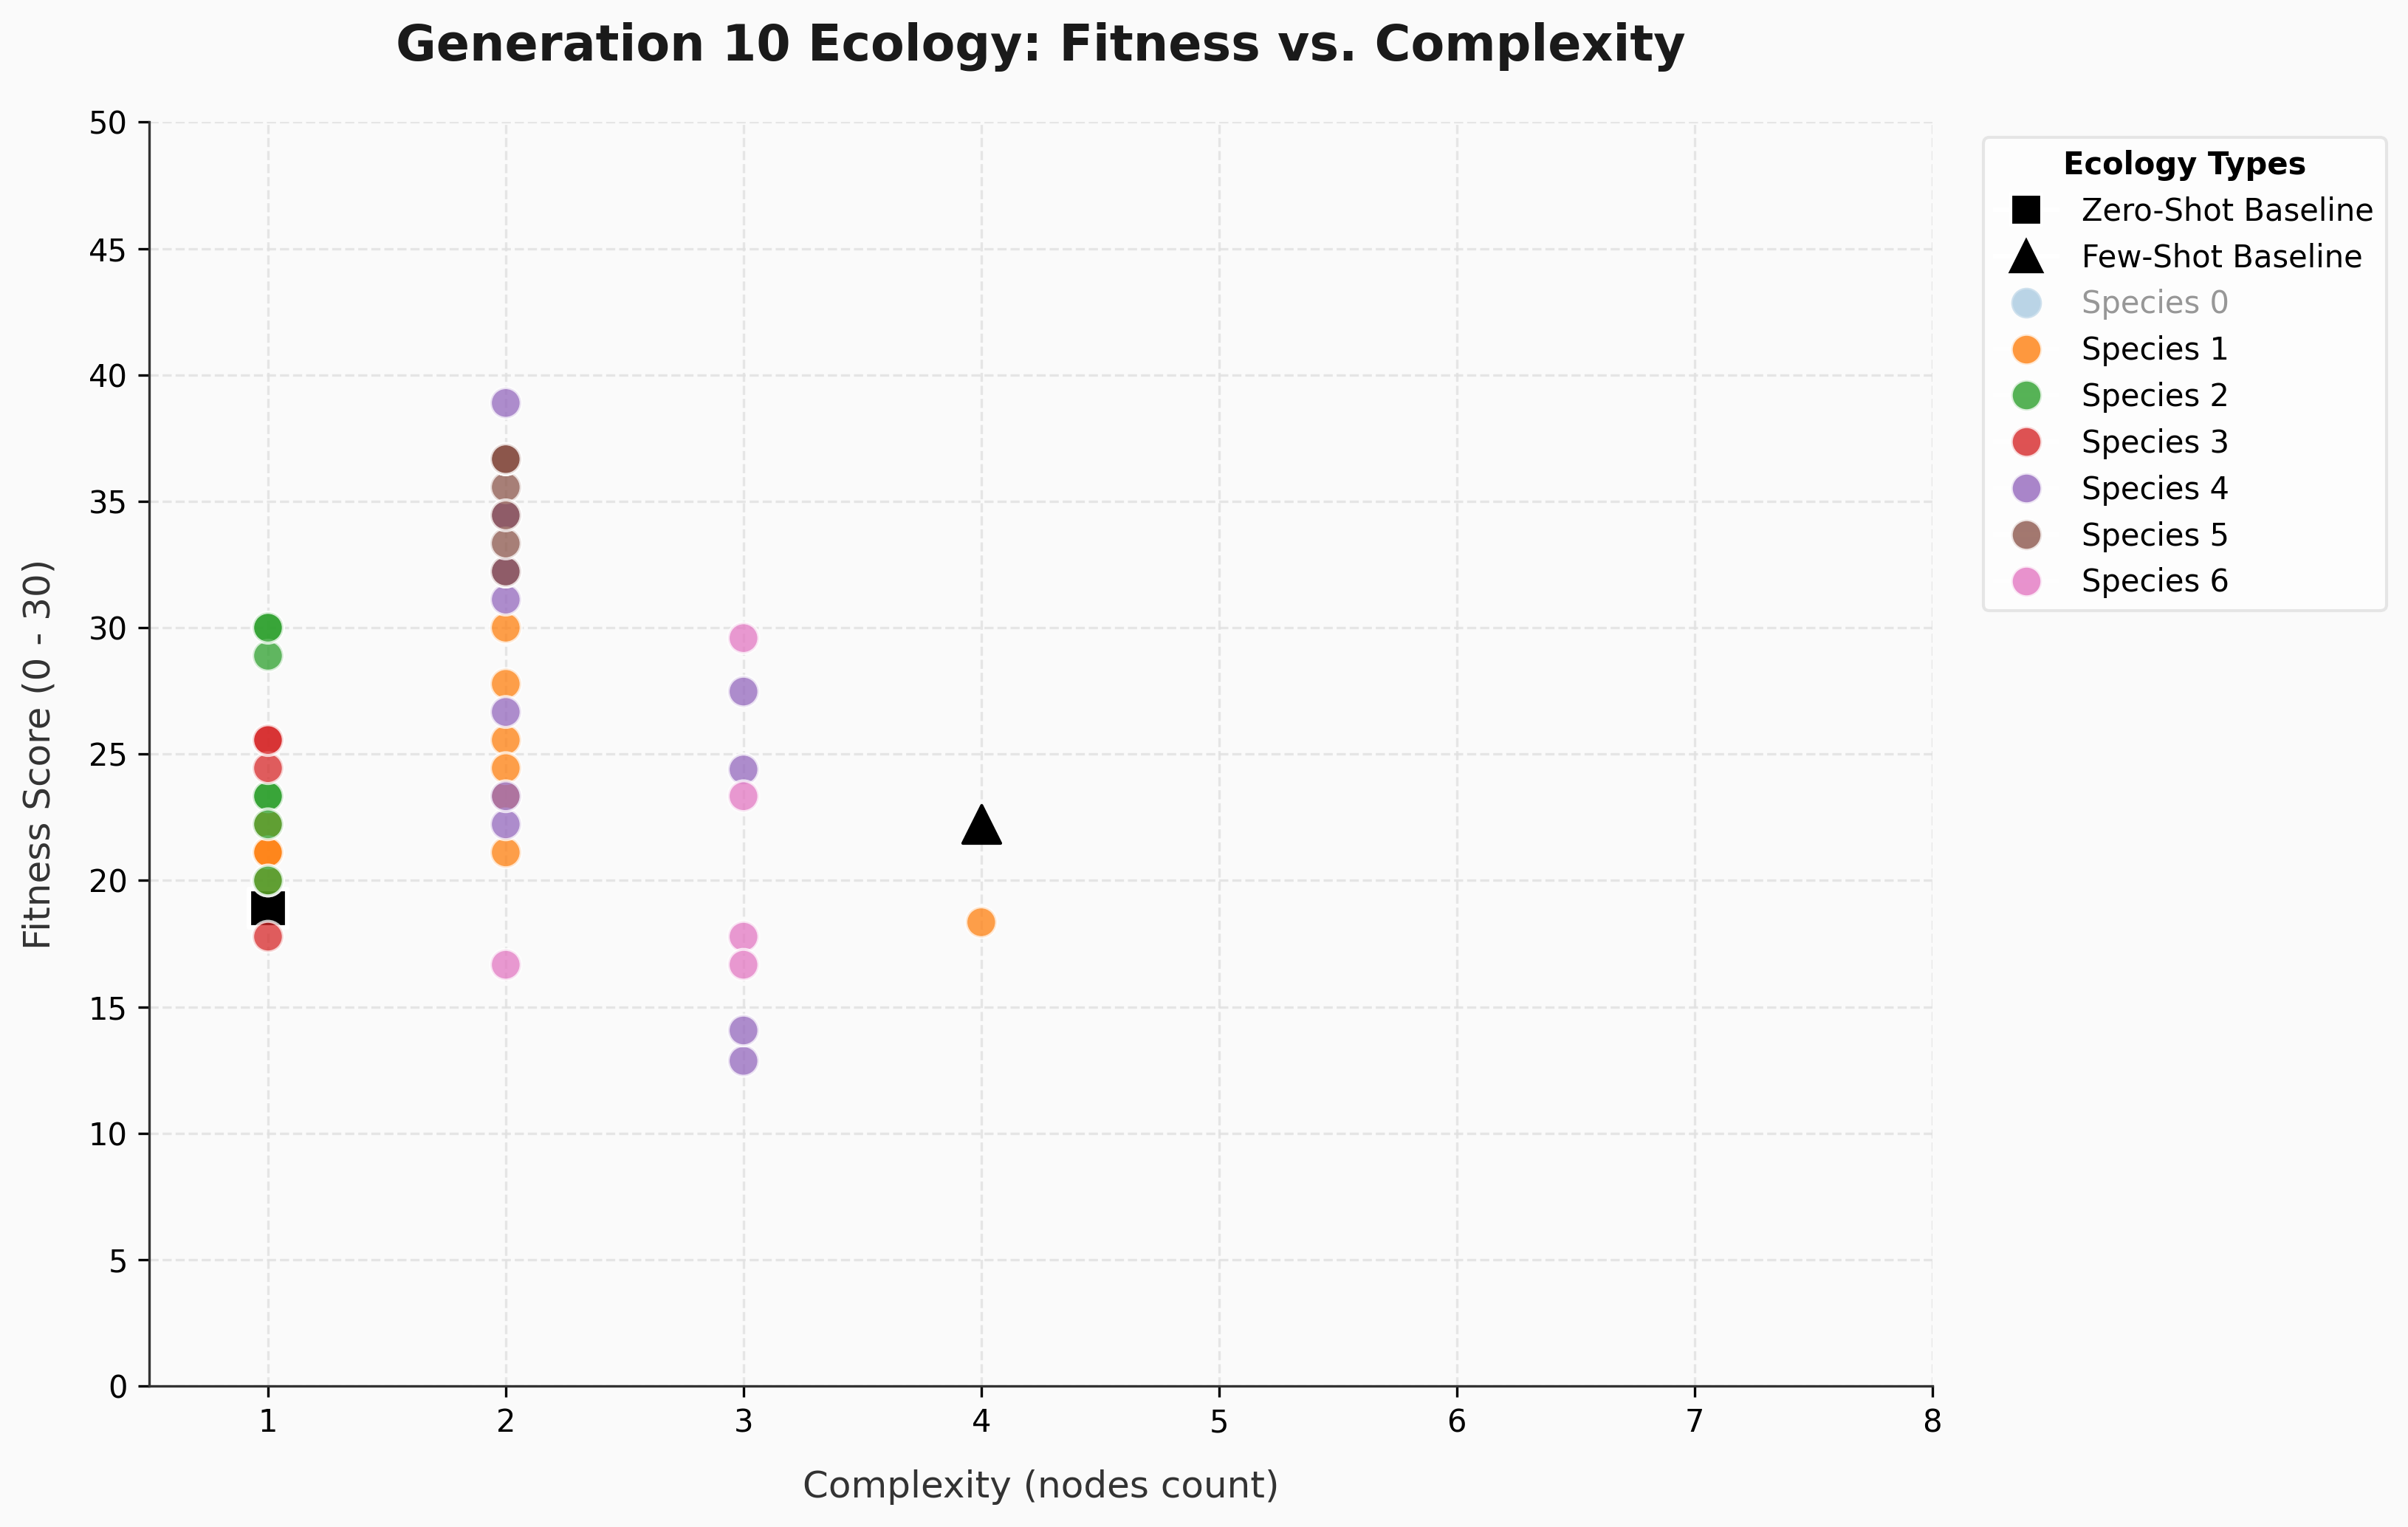 Generation 10 Ecology: Fitness vs. Complexity
Fitness Score (0 - 30)
50
45
40
35
30
25
20
15
10
5
0
1 2 3 4 5 6 7 8
Complexity (nodes count)
Ecology Types
Zero-Shot Baseline
Few-Shot Baseline
Species 0
Species 1
Species 2
Species 3
Species 4
Species 5
Species 6